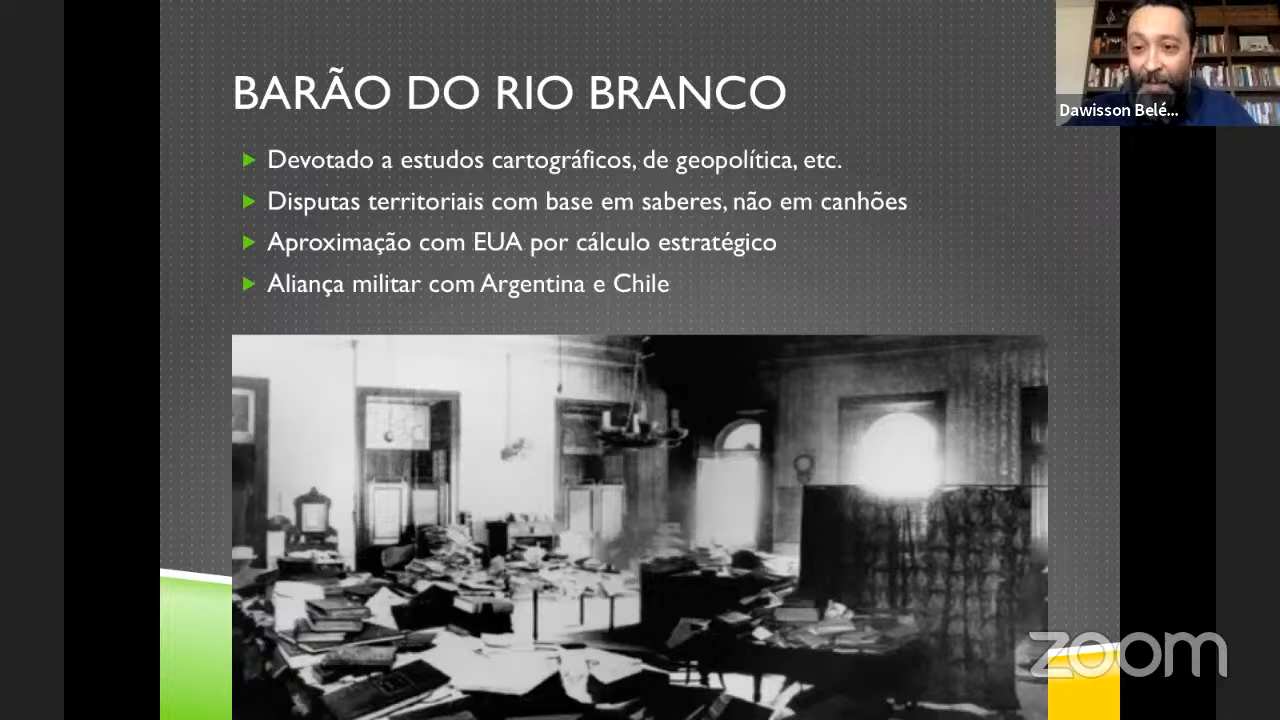 BARÃO DO RIO BRANCO
Devotado a estudos cartográficos, de geopolítica, etc.
Disputas territoriais com base em saberes, não em canhões
Aproximação com EUA por cálculo estratégico
Aliança militar com Argentina e Chile
Dawisson Belé...
zoom